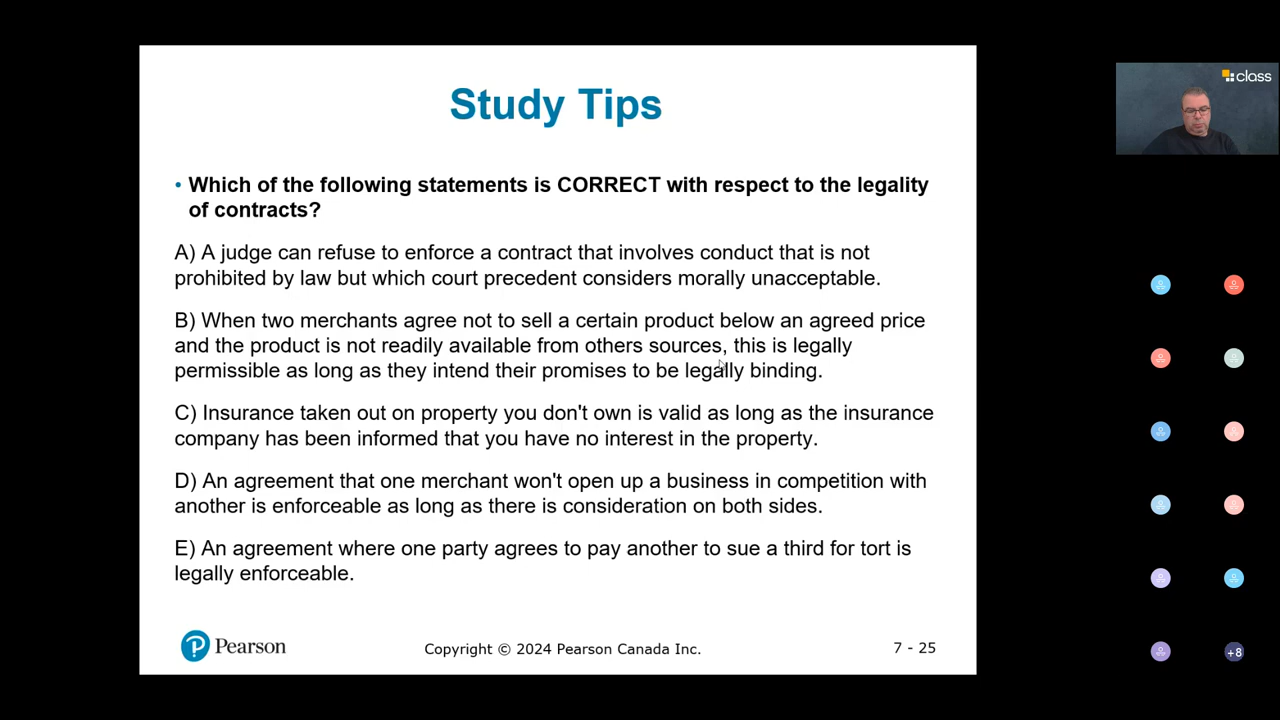 class
Study Tips
• Which of the following statements is CORRECT with respect to the legality
of contracts?
A) A judge can refuse to enforce a contract that involves conduct that is not
prohibited by law but which court precedent considers morally unacceptable.
B) When two merchants agree not to sell a certain product below an agreed price
and the product is not readily available from others sources, this is legally
permissible as long as they intend their promises to be legally binding.
C) Insurance taken out on property you don't own is valid as long as the insurance
company has been informed that you have no interest in the property.
D) An agreement that one merchant won't open up a business in competition with
another is enforceable as long as there is consideration on both sides.
E) An agreement where one party agrees to pay another to sue a third for tort is
legally enforceable.
P Pearson
Copyright © 2024 Pearson Canada Inc.
7 - 25
+8